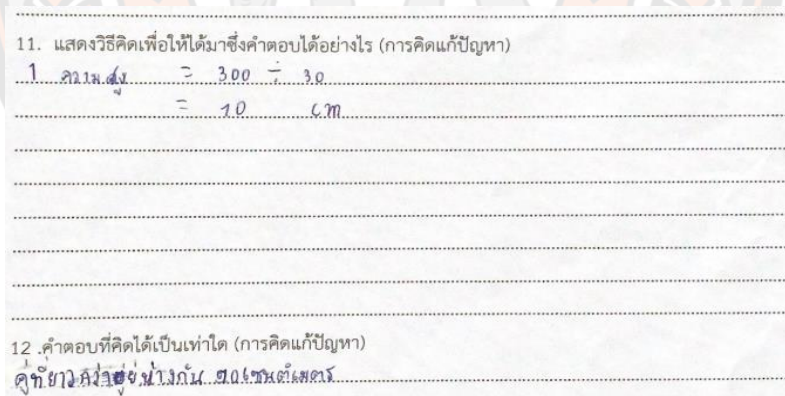 11. แสดงวิธีคิดเพื่อให้ได้มาซึ่งคำตอบได้อย่างไร (การคิดแก้ปัญหา)
1 ความสูง = 300 ÷ 30
= 10 cm
12 .คำตอบที่คิดได้เป็นเท่าใด (การคิดแก้ปัญหา)
คู่ที่ยาวกว่าอยู่ห่างกัน 10 เซนติเมตร